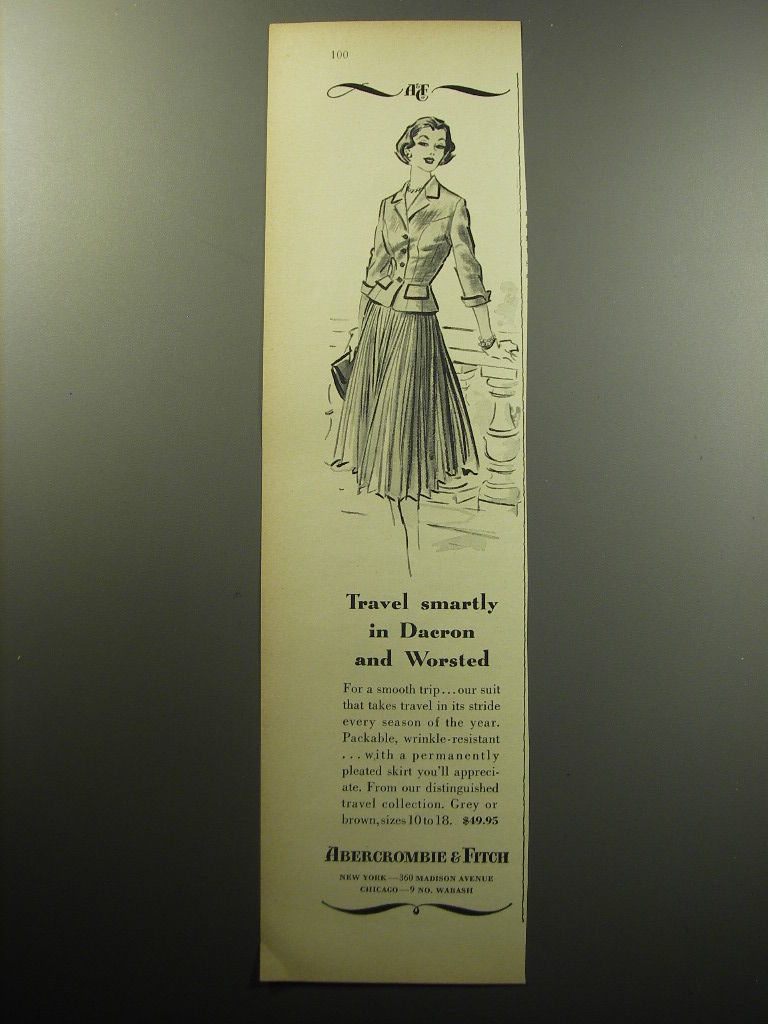 100
A&F
Travel smartly
in Dacron
and Worsted
For a smooth trip...our suit
that takes travel in its stride
every season of the year.
Packable, wrinkle-resistant
...with a permanently
pleated skirt you'll appreci-
ate. From our distinguished
travel collection. Grey or
brown, sizes 10 to 18. $49.95
ABERCROMBIE & FITCH
NEW YORK—360 MADISON AVENUE
CHICAGO—9 NO. WABASH